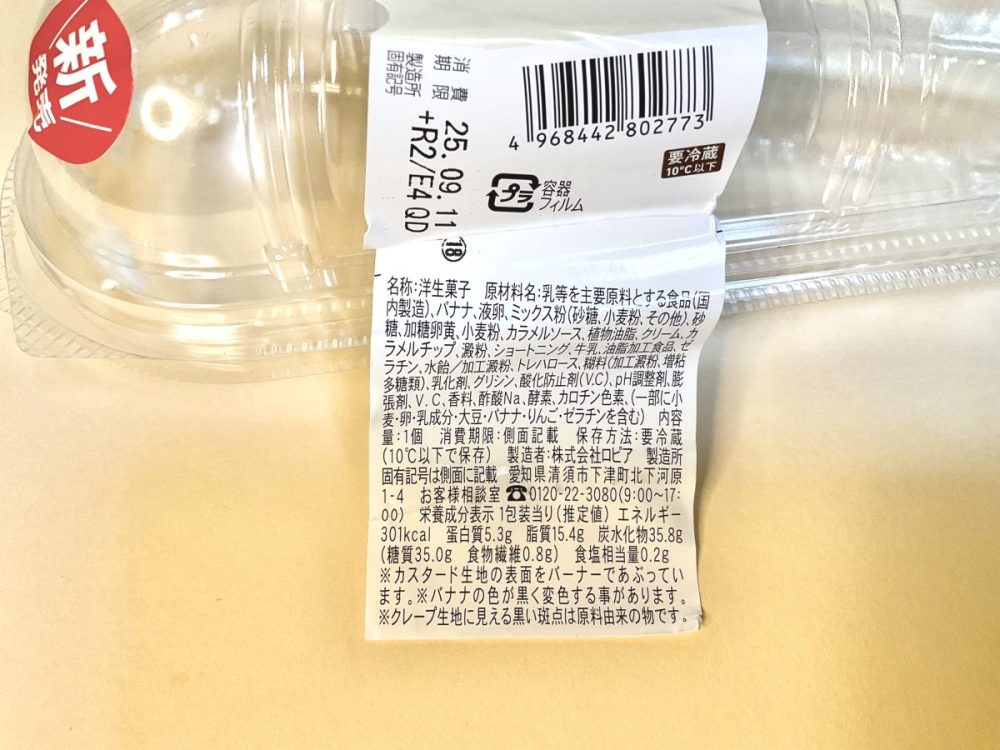 新
発売
消費
期限
製造所
固有記号
25.09.11 ⑱
+R2/E4 QD
4 968442 802773
要冷蔵
10℃以下
プラ
容器
フィルム
名称:洋生菓子 原材料名:乳等を主要原料とする食品(国
内製造)、バナナ、液卵、ミックス粉(砂糖、小麦粉、その他)、砂
糖、加糖卵黄、小麦粉、カラメルソース、植物油脂、クリーム、カ
ラメルチップ、澱粉、ショートニング、牛乳、油脂加工食品、ゼ
ラチン、水飴/加工澱粉、トレハロース、糊料(加工澱粉、増粘
多糖類)、乳化剤、グリシン、酸化防止剤(V.C)、pH調整剤、膨
張剤、V.C、香料、酢酸Na、酵素、カロチン色素、(一部に小
麦・卵・乳成分・大豆・バナナ・りんご・ゼラチンを含む) 内容
量:1個 消費期限:側面記載 保存方法:要冷蔵
(10℃以下で保存) 製造者:株式会社ロピア 製造所
固有記号は側面に記載 愛知県清須市下津町北下河原
1-4 お客様相談室☎0120-22-3080(9:00~17:
00) 栄養成分表示 1包装当り(推定値) エネルギー
301kcal 蛋白質5.3g 脂質15.4g 炭水化物35.8g
(糖質35.0g 食物繊維0.8g) 食塩相当量0.2g
※カスタード生地の表面をバーナーであぶってい
ます。※バナナの色が黒く変色する事があります。
※クレープ生地に見える黒い斑点は原料由来の物です。